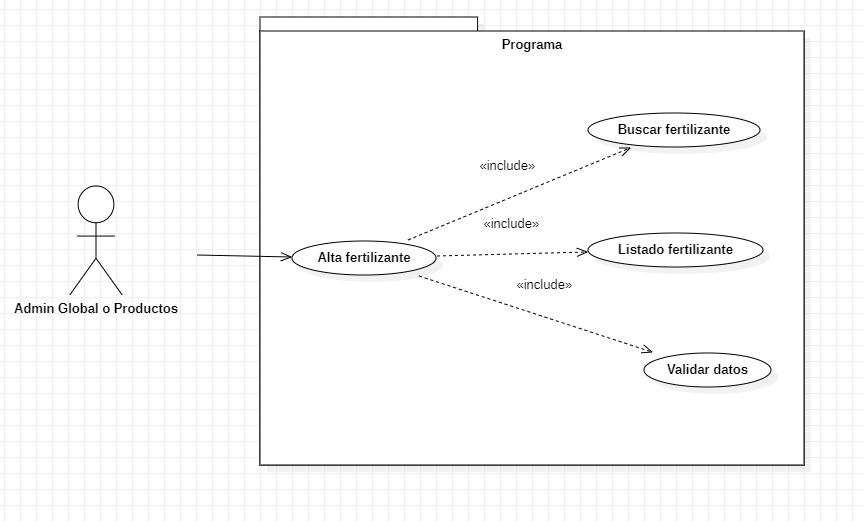 Programa
Buscar fertilizante
«include»
«include»
Listado fertilizante
Alta fertilizante
«include»
Admin Global o Productos
Validar datos